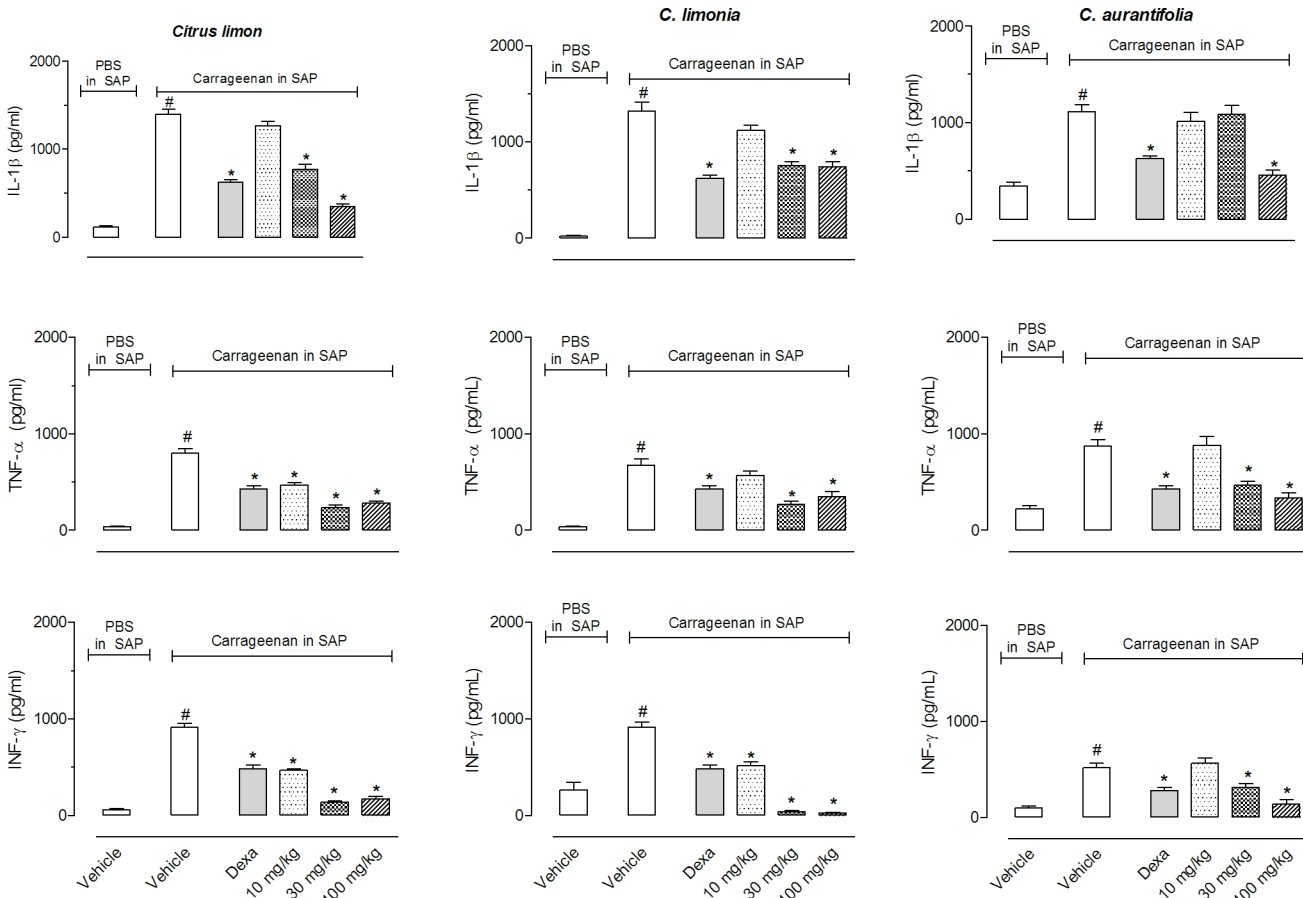 Citrus limon
PBS
in SAP
Carrageenan in SAP
2000
1000
0
IL-1β (pg/ml)
#
*
*
*
C. limonia
PBS
in SAP
Carrageenan in SAP
2000
1000
0
IL-1β (pg/ml)
#
*
*
*
C. aurantifolia
PBS
in SAP
Carrageenan in SAP
2000
1000
0
IL-1β (pg/ml)
#
*
*
PBS
in SAP
Carrageenan in SAP
2000
1000
0
TNF-α (pg/ml)
#
*
*
*
*
PBS
in SAP
Carrageenan in SAP
2000
1000
0
TNF-α (pg/mL)
#
*
*
*
PBS
in SAP
Carrageenan in SAP
2000
1000
0
TNF-α (pg/mL)
#
*
*
*
PBS
in SAP
Carrageenan in SAP
2000
1000
0
INF-γ (pg/mL)
#
*
*
*
*
Vehicle
Vehicle
Dexa
10 mg/kg
30 mg/kg
100 mg/kg
PBS
in SAP
Carrageenan in SAP
2000
1000
0
INF-γ (pg/mL)
#
*
*
*
*
Vehicle
Vehicle
Dexa
10 mg/kg
30 mg/kg
100 mg/kg
PBS
in SAP
Carrageenan in SAP
2000
1000
0
INF-γ (pg/mL)
#
*
*
*
Vehicle
Vehicle
Dexa
10 mg/kg
30 mg/kg
100 mg/kg